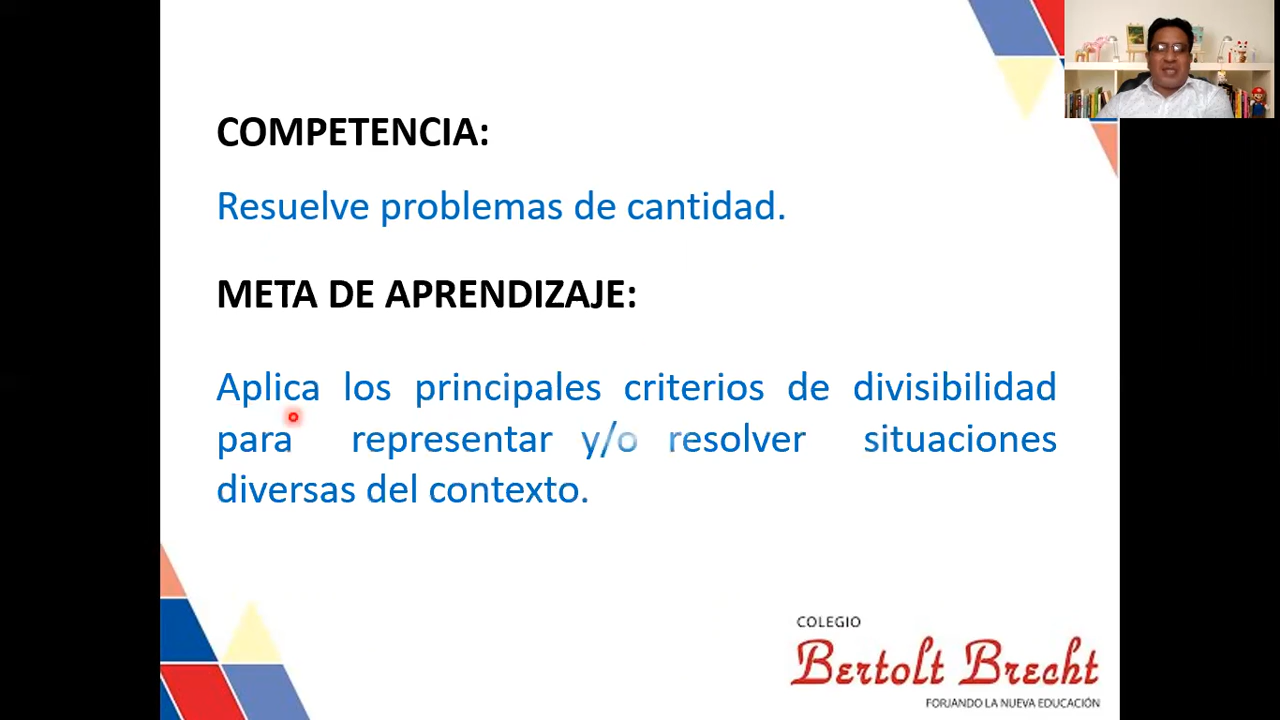 COMPETENCIA:
Resuelve problemas de cantidad.
META DE APRENDIZAJE:
Aplica los principales criterios de divisibilidad
para representar y/o resolver situaciones
diversas del contexto.
COLEGIO
Bertolt Brecht
FORJANDO LA NUEVA EDUCACIÓN